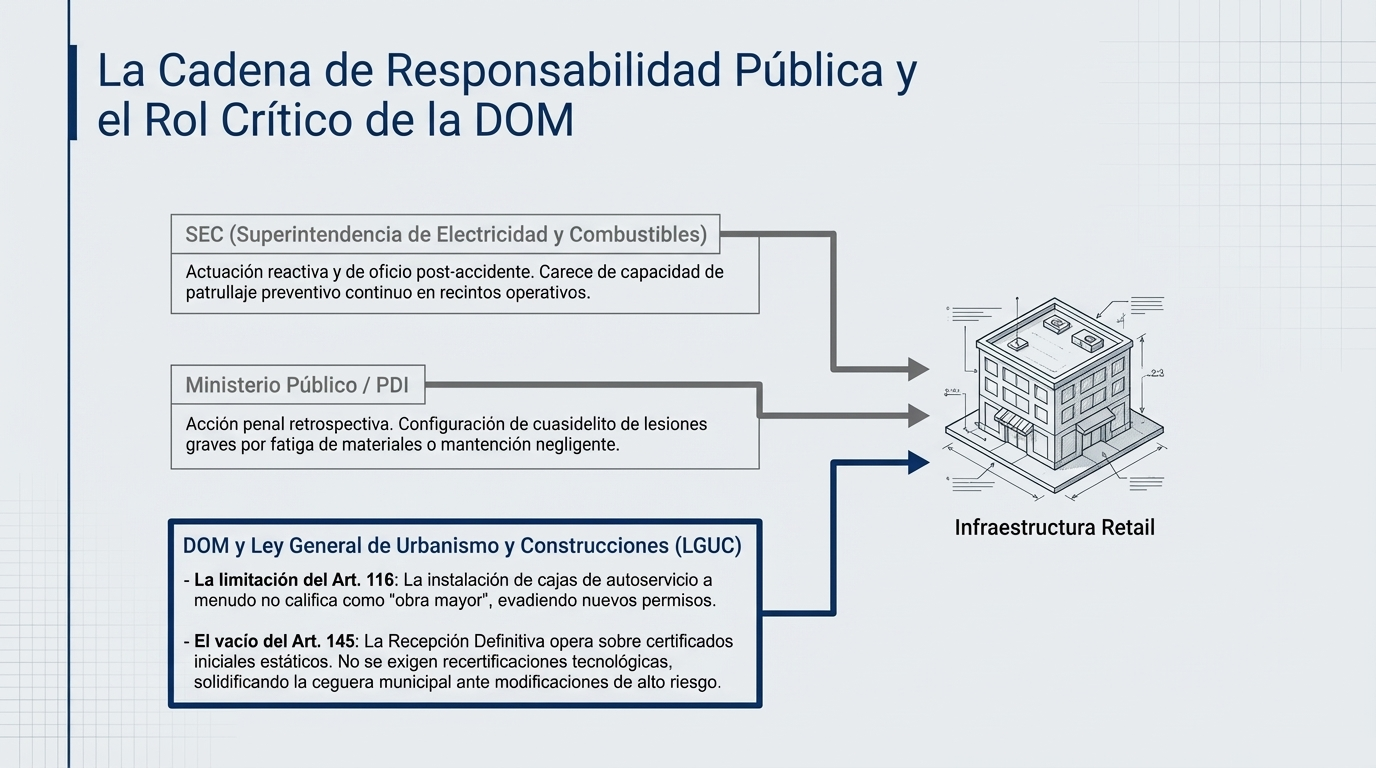 La Cadena de Responsabilidad Pública y
el Rol Crítico de la DOM
SEC (Superintendencia de Electricidad y Combustibles)
Actuación reactiva y de oficio post-accidente. Carece de capacidad de
patrullaje preventivo continuo en recintos operativos.
Ministerio Público / PDI
Acción penal retrospectiva. Configuración de cuasidelito de lesiones
graves por fatiga de materiales o mantención negligente.
DOM y Ley General de Urbanismo y Construcciones (LGUC)
- La limitación del Art. 116: La instalación de cajas de autoservicio a
menudo no califica como "obra mayor", evadiendo nuevos permisos.
- El vacío del Art. 145: La Recepción Definitiva opera sobre certificados
iniciales estáticos. No se exigen recertificaciones tecnológicas,
solidificando la ceguera municipal ante modificaciones de alto riesgo.
Infraestructura Retail